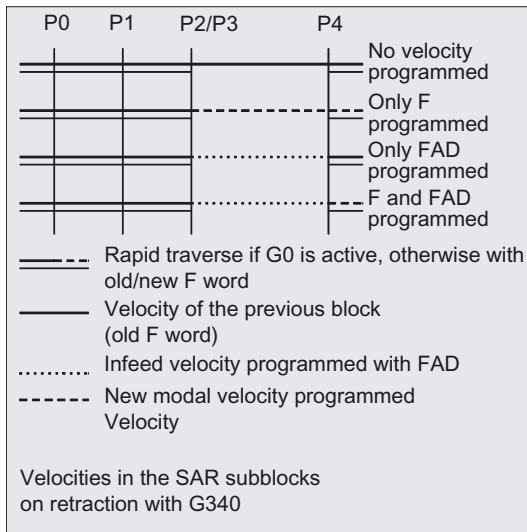 P0 P1 P2/P3 P4
No velocity
programmed
Only F
programmed
Only FAD
programmed
F and FAD
programmed
Rapid traverse if G0 is active, otherwise with
old/new F word
Velocity of the previous block
(old F word)
Infeed velocity programmed with FAD
New modal velocity programmed
Velocity
Velocities in the SAR subblocks
on retraction with G340